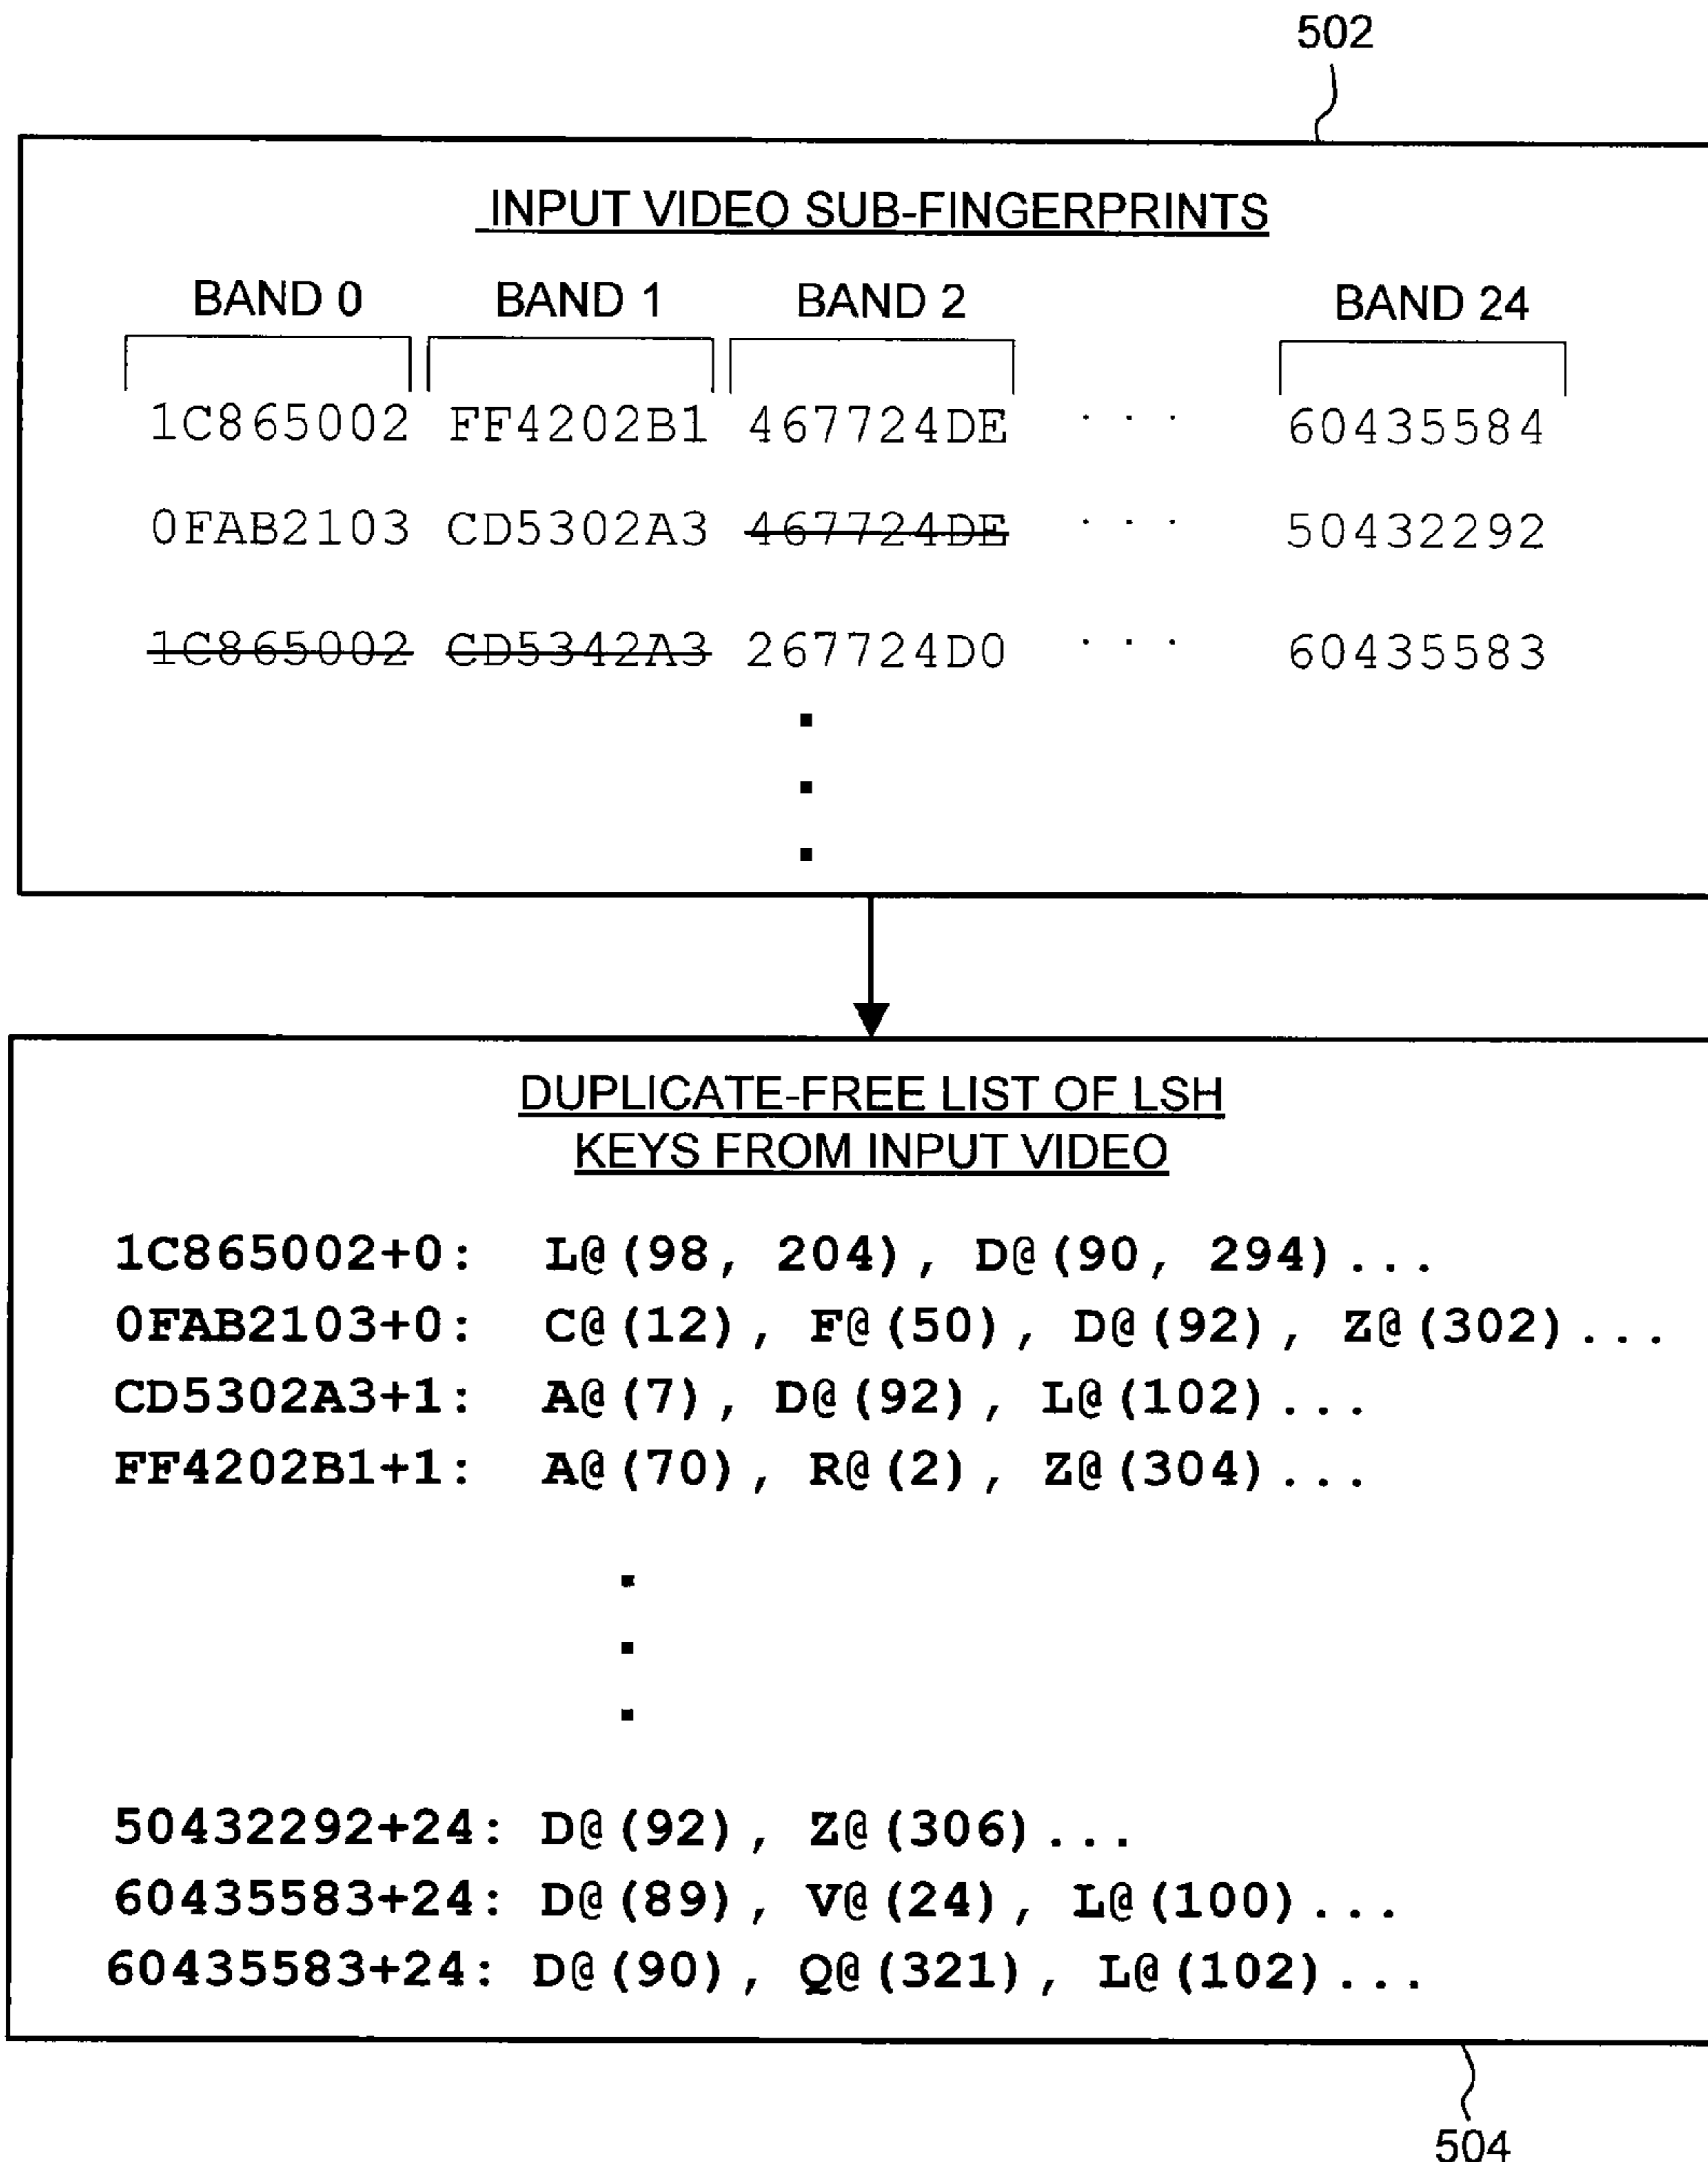 502
INPUT VIDEO SUB-FINGERPRINTS
BAND 0 BAND 1 BAND 2 BAND 24
1C865002 FF4202B1 467724DE . . . 60435584
0FAB2103 CD5302A3 467724DE . . . 50432292
1C865002 CD5342A3 267724D0 . . . 60435583
DUPLICATE-FREE LIST OF LSH
KEYS FROM INPUT VIDEO
1C865002+0: L@(98, 204), D@(90, 294)...
0FAB2103+0: C@(12), F@(50), D@(92), Z@(302)...
CD5302A3+1: A@(7), D@(92), L@(102)...
FF4202B1+1: A@(70), R@(2), Z@(304)...
50432292+24: D@(92), Z@(306)...
60435583+24: D@(89), V@(24), L@(100)...
60435583+24: D@(90), Q@(321), L@(102)...
504